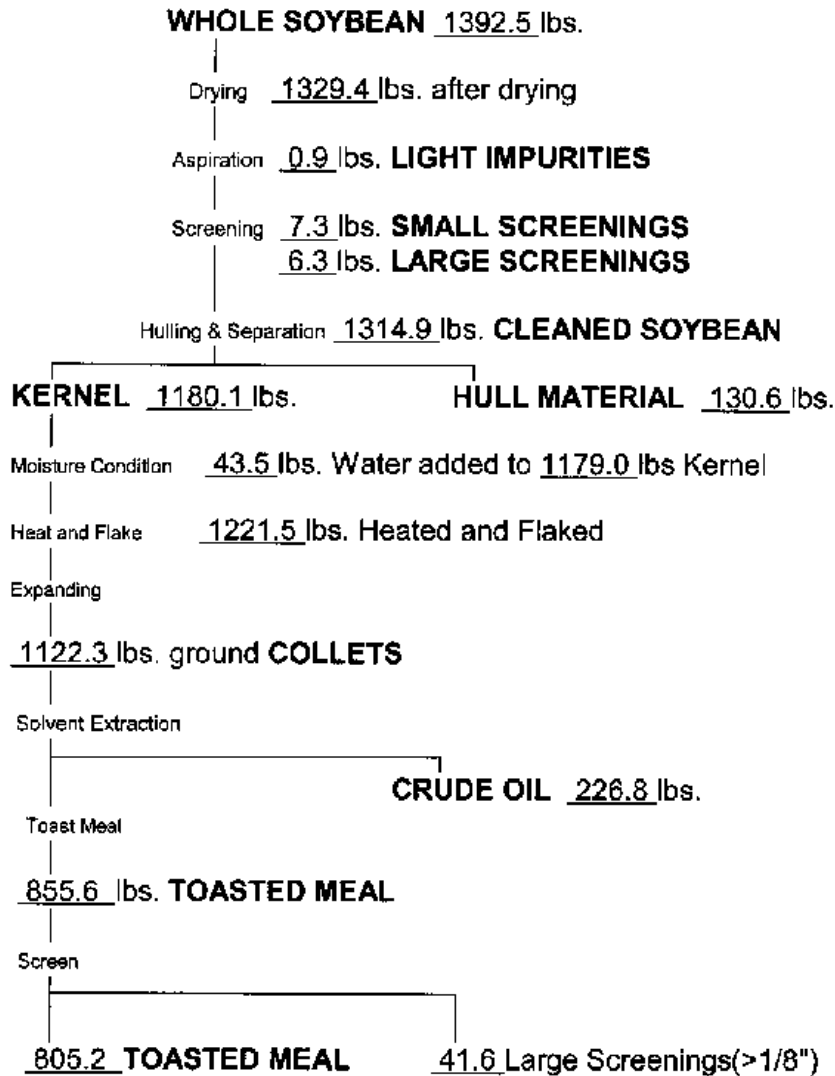 WHOLE SOYBEAN 1392.5 lbs.
Drying 1329.4 lbs. after drying
Aspiration 0.9 lbs. LIGHT IMPURITIES
Screening 7.3 lbs. SMALL SCREENINGS
6.3 lbs. LARGE SCREENINGS
Hulling & Separation 1314.9 lbs. CLEANED SOYBEAN
KERNEL 1180.1 lbs. HULL MATERIAL 130.6 lbs.
Moisture Condition 43.5 lbs. Water added to 1179.0 lbs Kernel
Heat and Flake 1221.5 lbs. Heated and Flaked
Expanding
1122.3 lbs. ground COLLETS
Solvent Extraction
CRUDE OIL 226.8 lbs.
Toast Meal
855.6 lbs. TOASTED MEAL
Screen
805.2 TOASTED MEAL 41.6 Large Screenings(>1/8")